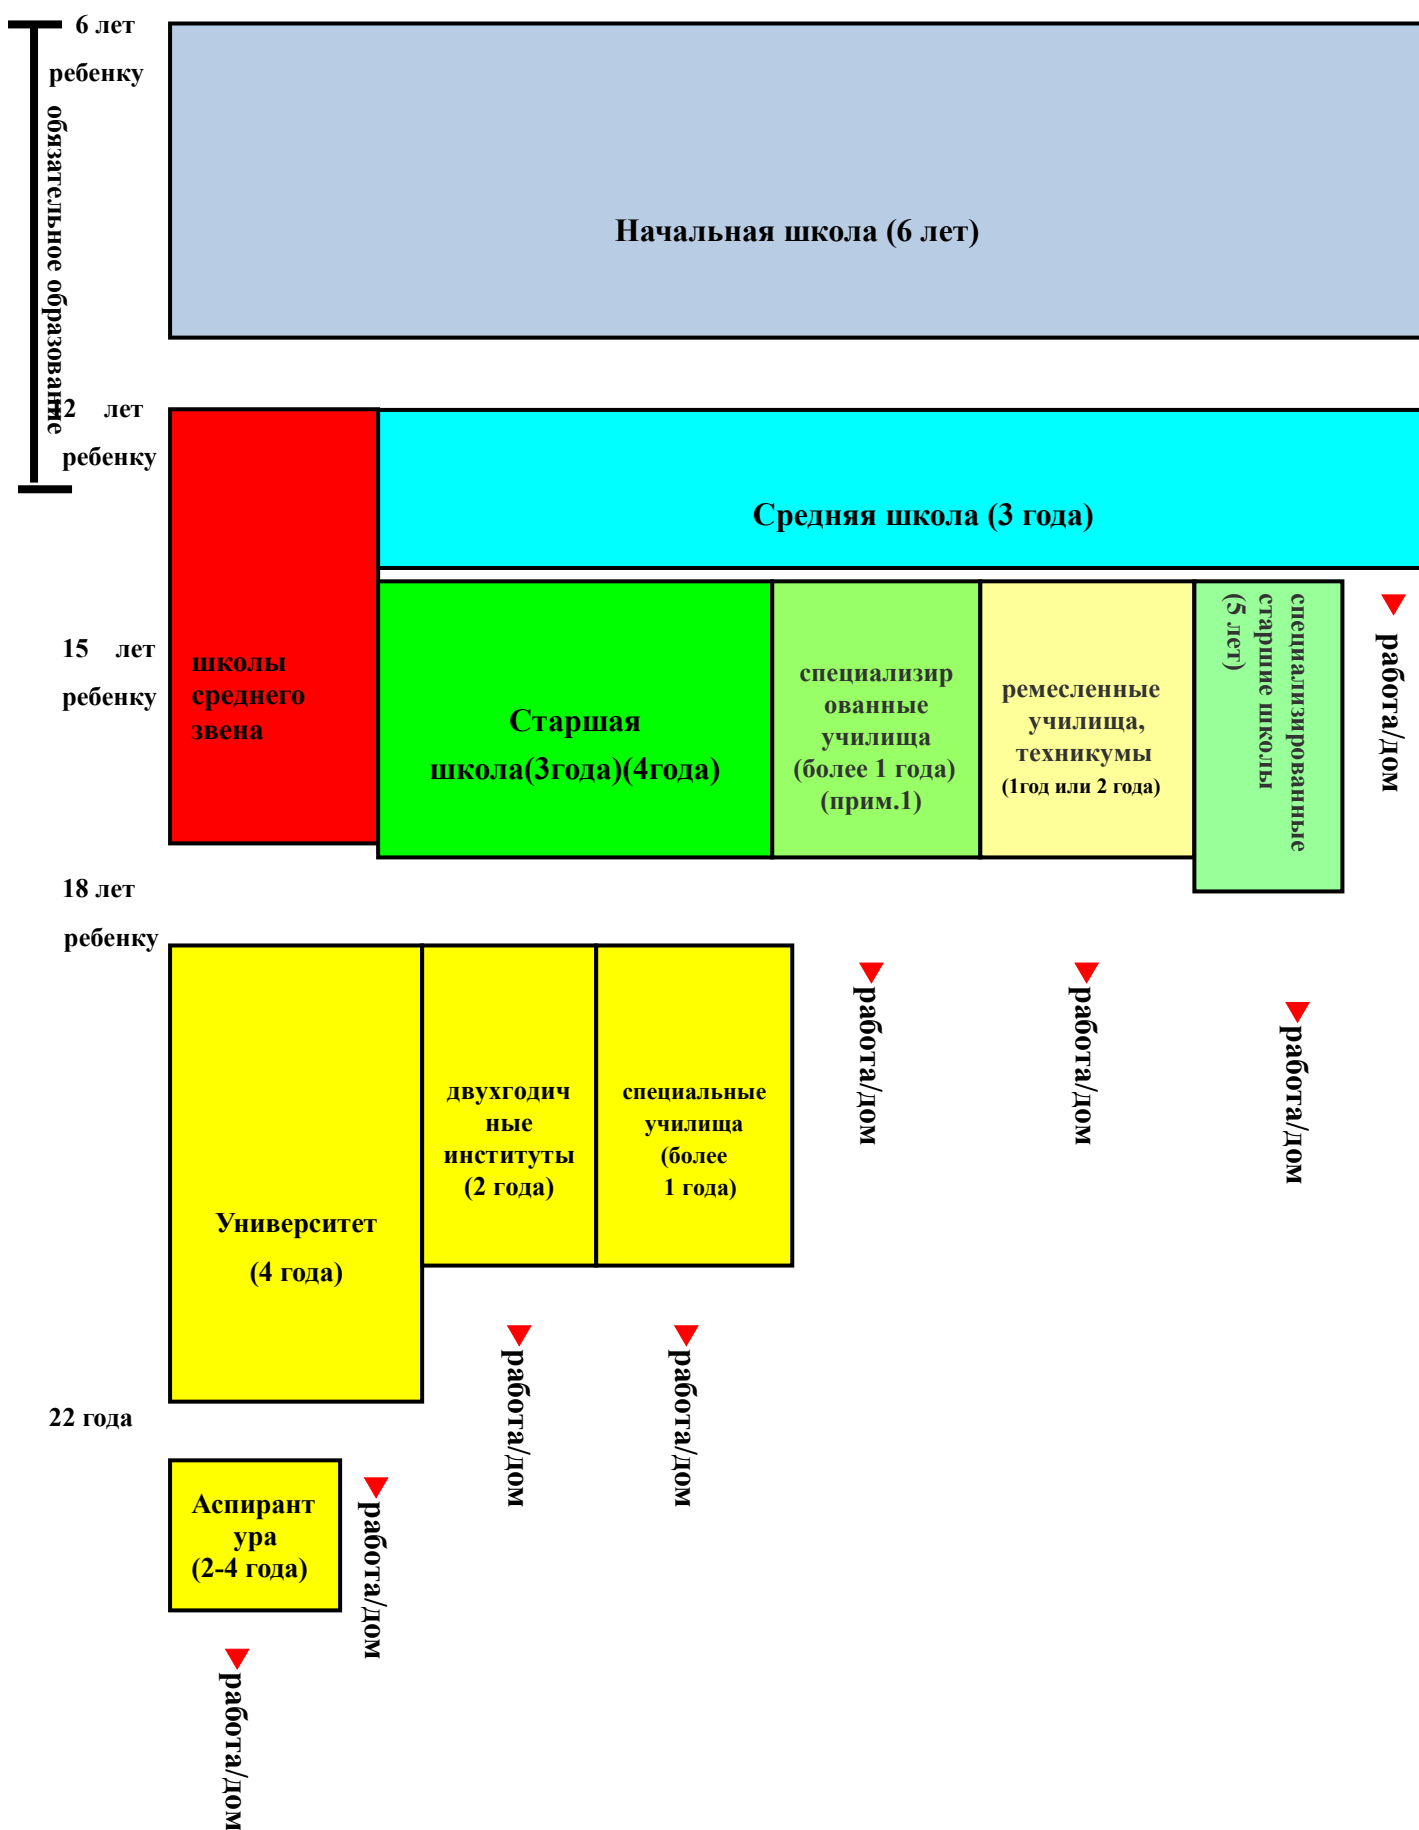 6 лет
ребенку
обязательное образование
Начальная школа (6 лет)
2 лет
ребенку
Средняя школа (3 года)
15 лет
ребенку
школы
среднего
звена
Старшая
школа(3года)(4года)
специализир
ованные
училища
(более 1 года)
(прим.1)
ремесленные
училища,
техникумы
(1год или 2 года)
специализированные
старшие школы
(5 лет)
работа/дом
18 лет
ребенку
Университет
(4 года)
двухгодич
ные
институты
(2 года)
специальные
училища
(более
1 года)
работа/дом
работа/дом
работа/дом
работа/дом
работа/дом
22 года
Аспирант
ура
(2-4 года)
работа/дом
работа/дом